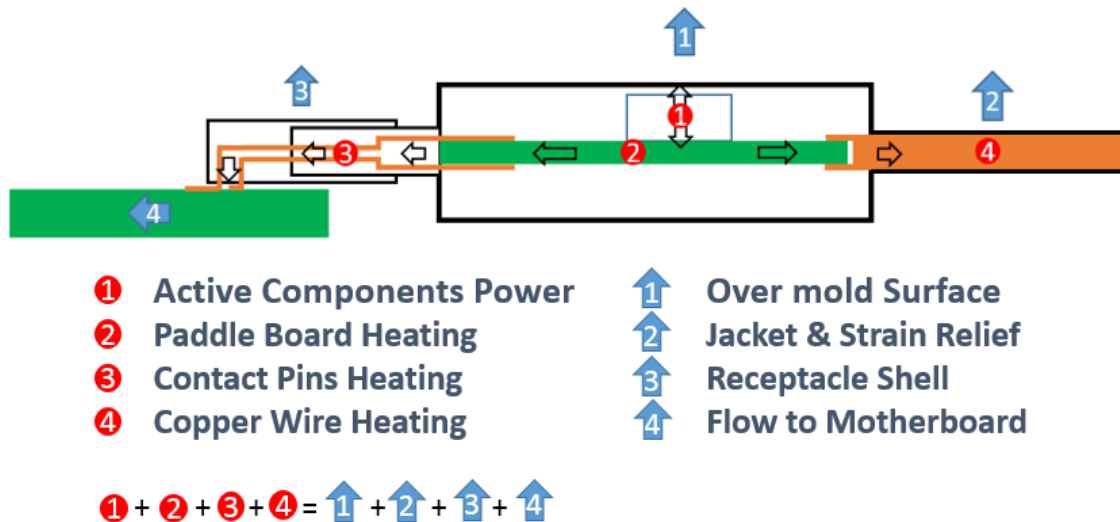 1
3
2
1
3
2
4
4
1 Active Components Power
1 Over mold Surface
2 Paddle Board Heating
2 Jacket & Strain Relief
3 Contact Pins Heating
3 Receptacle Shell
4 Copper Wire Heating
4 Flow to Motherboard
1 + 2 + 3 + 4 = 1 + 2 + 3 + 4